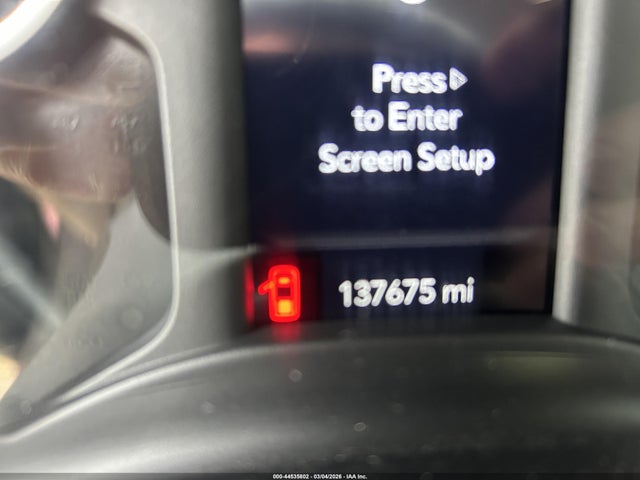 Press
to Enter
Screen Setup
137675 mi
000-44535802 - 03/04/2026 - IAA Inc.